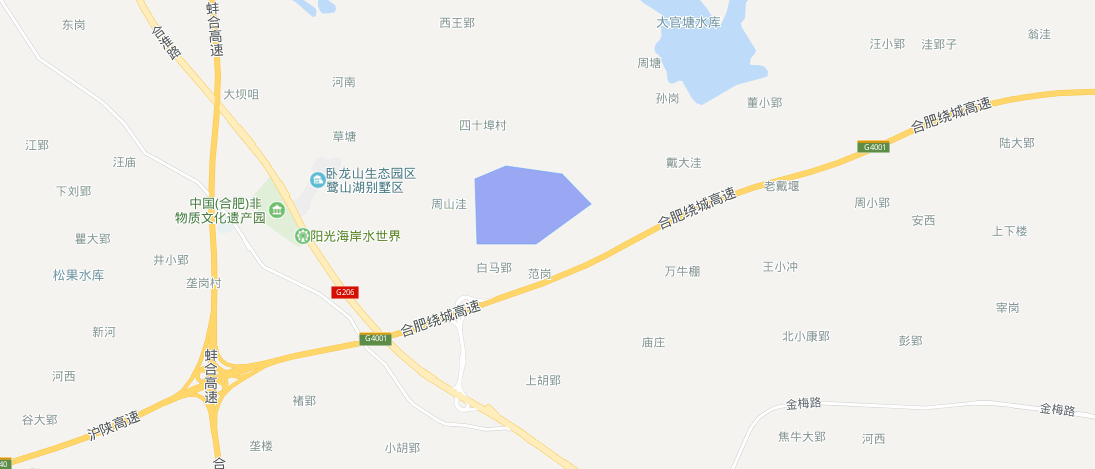 东岗
合淮路
蚌合高速
西王郢
大官塘水库
汪小郢
洼郢子
翁洼
周塘
河南
大坝咀
孙岗
董小郢
合肥绕城高速
四十埠村
草塘
江郢
G4001
陆大郢
汪庙
戴大洼
卧龙山生态园区
鹭山湖别墅区
下刘郢
老戴堰
中国(合肥)非
物质文化遗产园
周山洼
合肥绕城高速
周小郢
安西
上下楼
瞿大郢
阳光海岸水世界
井小郢
白马郢
范岗
万牛棚
王小冲
松果水库
垄岗村
G206
宰岗
新河
合肥绕城高速
G4001
庙庄
北小康郢
彭郢
蚌合高速
河西
上胡郢
褚郢
金梅路
金梅路
谷大郢
沪陕高速
垄楼
小胡郢
焦牛大郢
河西
40
合